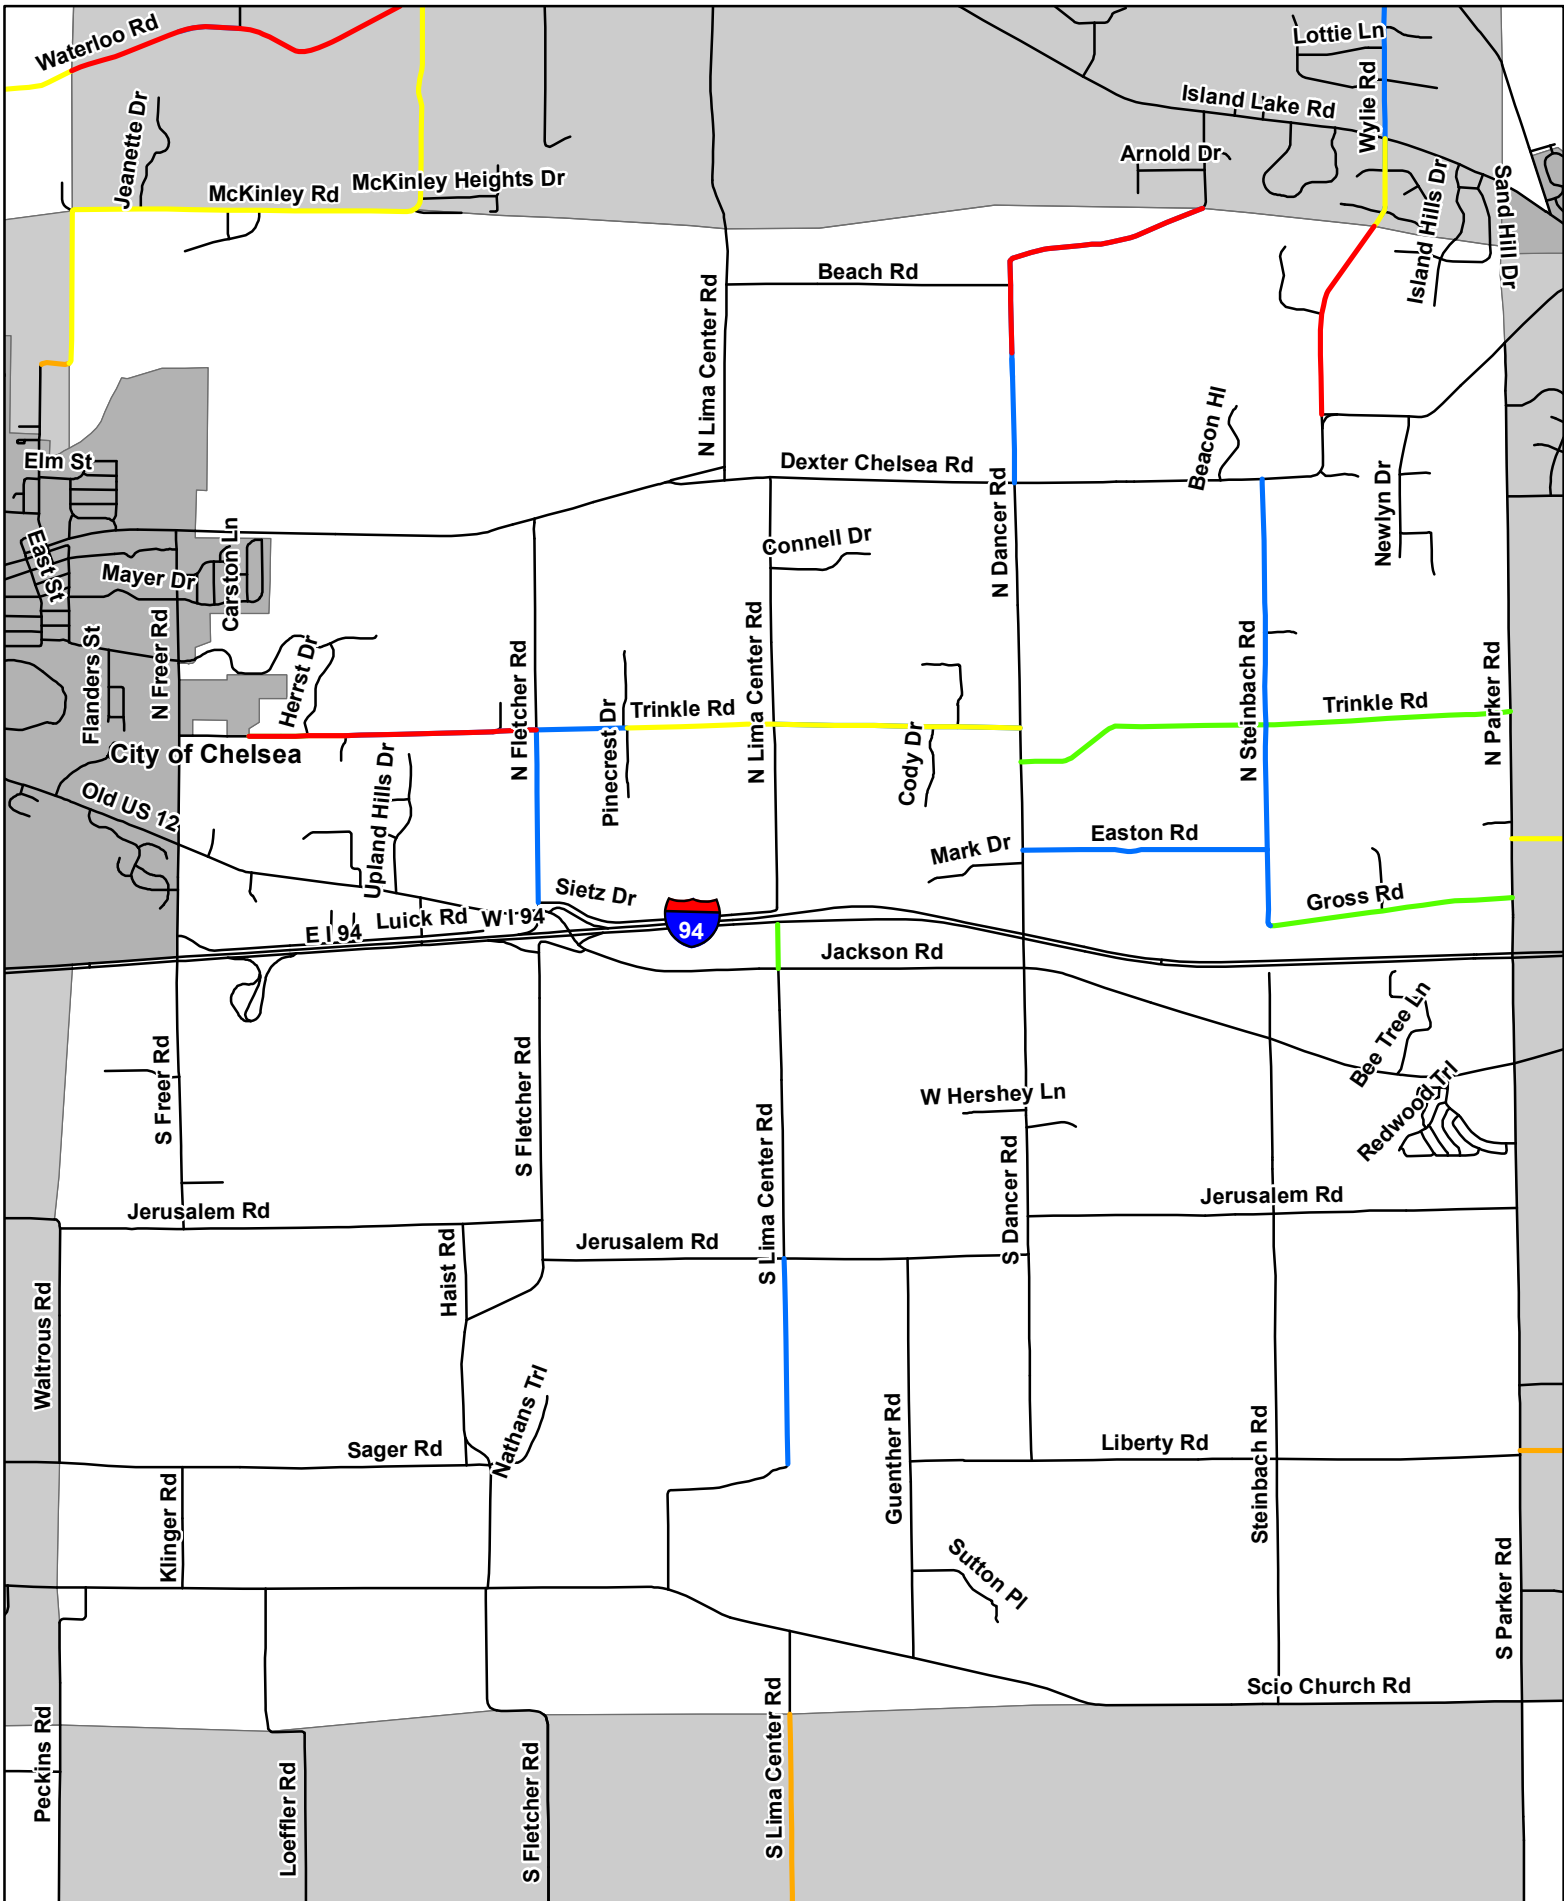 Waterloo Rd
Lottie Ln
Wylie Rd
Island Lake Rd
Jeanette Dr
McKinley Rd
McKinley Heights Dr
Arnold Dr
Island Hills Dr
Sand Hill Dr
Beach Rd
N Lima Center Rd
Beacon Hl
Elm St
Dexter Chelsea Rd
N Dancer Rd
Newlyn Dr
East St
Mayer Dr
Carston Ln
Connell Dr
Flanders St
N Freer Rd
Herrst Dr
N Fletcher Rd
Pinecrest Dr
Trinkle Rd
N Lima Center Rd
Cody Dr
N Steinbach Rd
Trinkle Rd
N Parker Rd
City of Chelsea
Old US 12
Upland Hills Dr
Mark Dr
Easton Rd
Sietz Dr
Gross Rd
E I 94
Luick Rd
W I 94
94
Jackson Rd
Bee Tree Ln
S Freer Rd
S Fletcher Rd
S Lima Center Rd
W Hershey Ln
S Dancer Rd
Redwood Trl
Jerusalem Rd
Jerusalem Rd
Jerusalem Rd
Haist Rd
Waltrous Rd
Nathans Trl
Sager Rd
Guenther Rd
Liberty Rd
Steinbach Rd
Klinger Rd
Sutton Pl
S Parker Rd
Scio Church Rd
Peckins Rd
Loeffler Rd
S Fletcher Rd
S Lima Center Rd